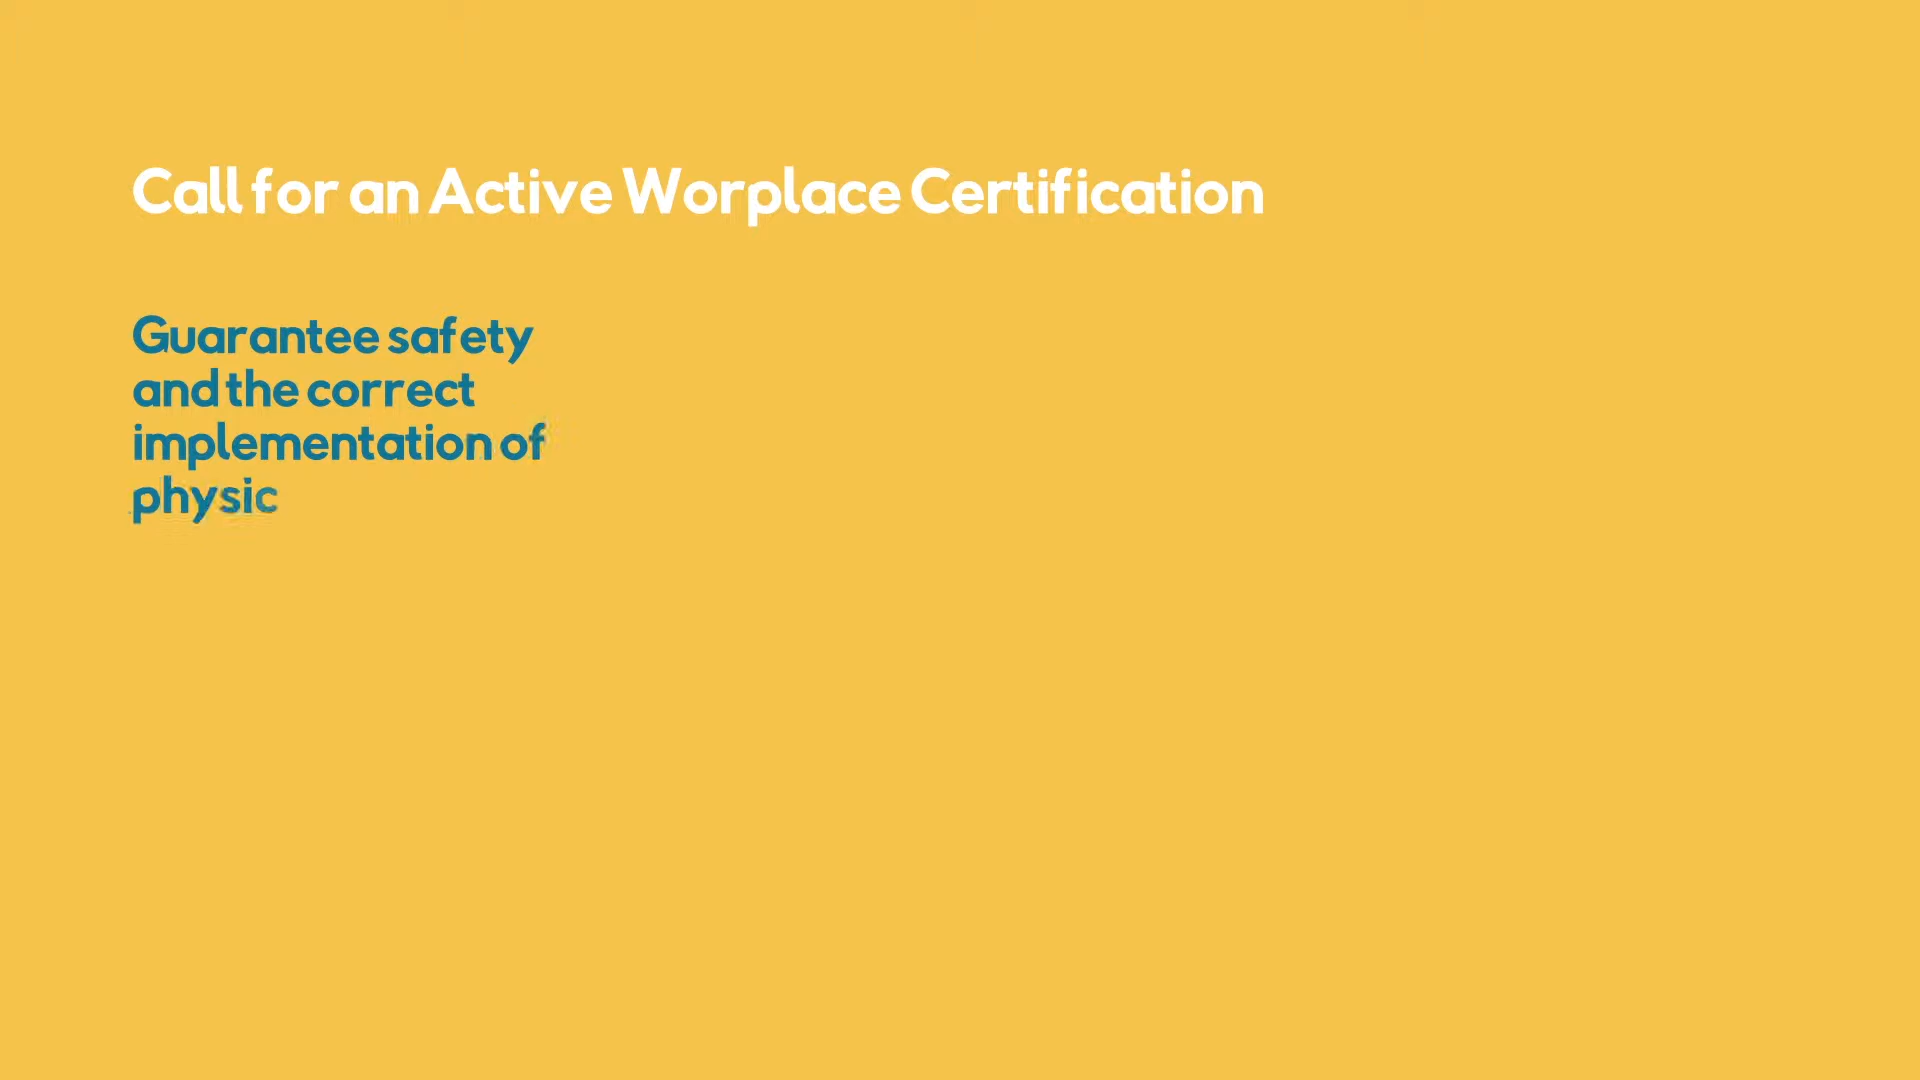 Call for an Active Worplace Certification
Guarantee safety
and the correct
implementation of
physic